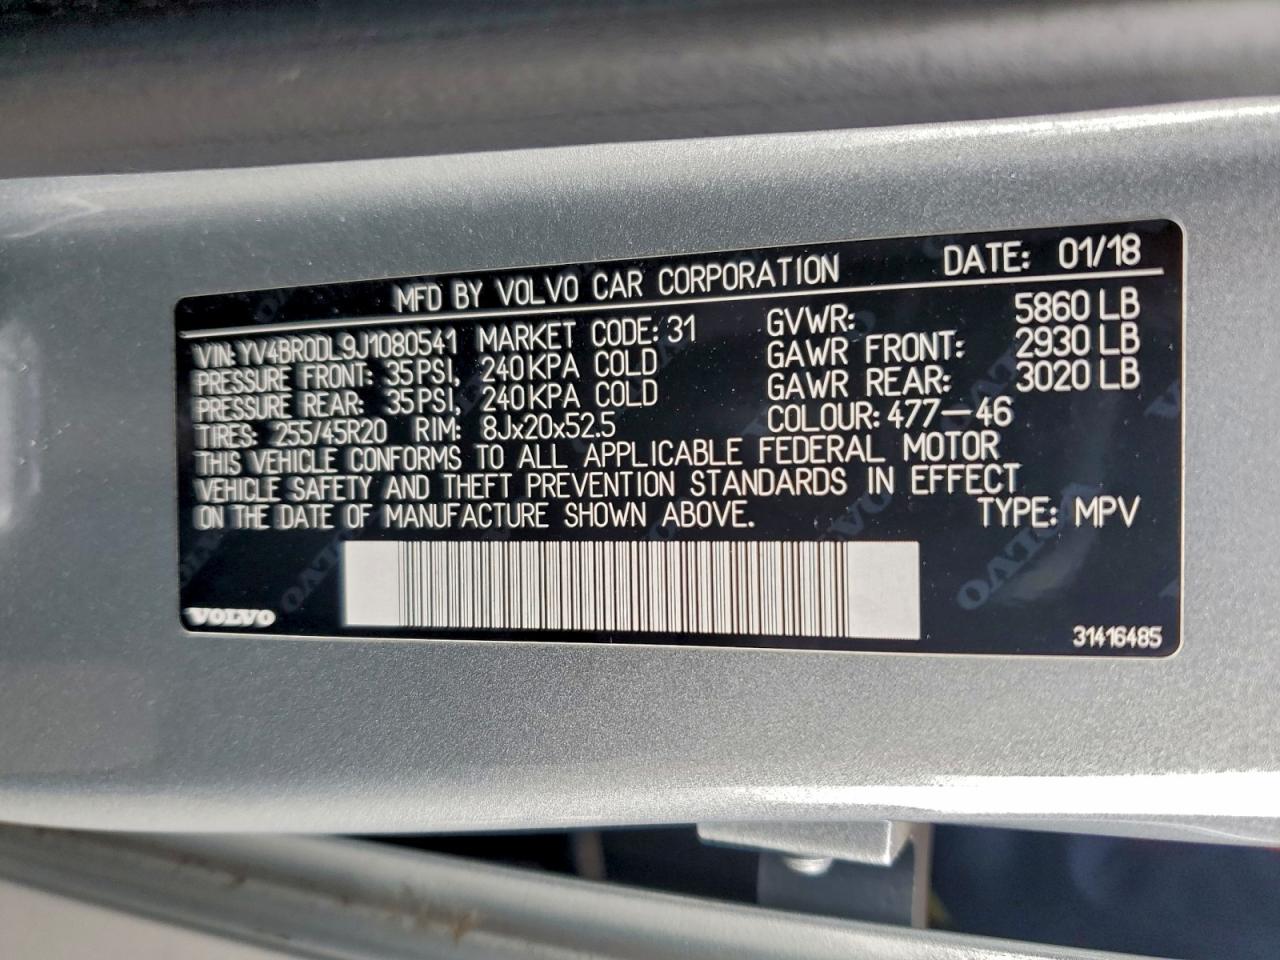 MFD BY VOLVO CAR CORPORATION DATE: 01/18
VIN: YV4BR0DL9J1080541 MARKET CODE: 31 GVWR: 5860 LB
PRESSURE FRONT: 35 PSI, 240 KPA COLD GAWR FRONT: 2930 LB
PRESSURE REAR: 35 PSI, 240 KPA COLD GAWR REAR: 3020 LB
TIRES: 255/45R20 RIM: 8Jx20x52.5 COLOUR: 477-46
THIS VEHICLE CONFORMS TO ALL APPLICABLE FEDERAL MOTOR
VEHICLE SAFETY AND THEFT PREVENTION STANDARDS IN EFFECT
ON THE DATE OF MANUFACTURE SHOWN ABOVE. TYPE: MPV
VOLVO
31416485